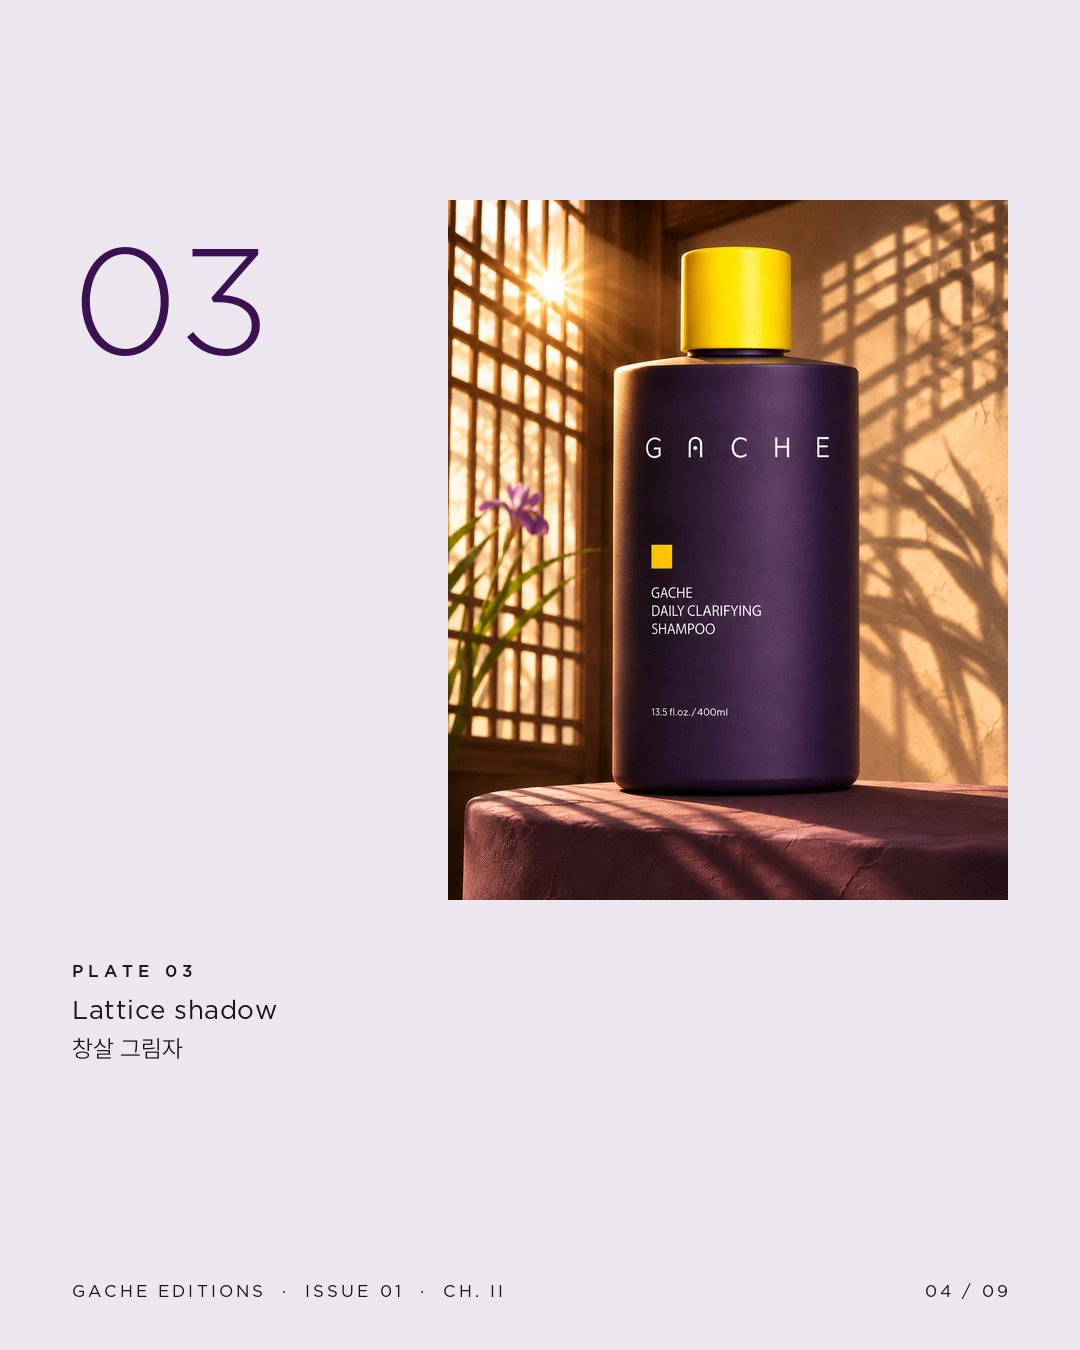 03
GACHE
GACHE
DAILY CLARIFYING
SHAMPOO
13.5 fl.oz./400ml
PLATE 03
Lattice shadow
창살 그림자
GACHE EDITIONS · ISSUE 01 · CH. II
04 / 09